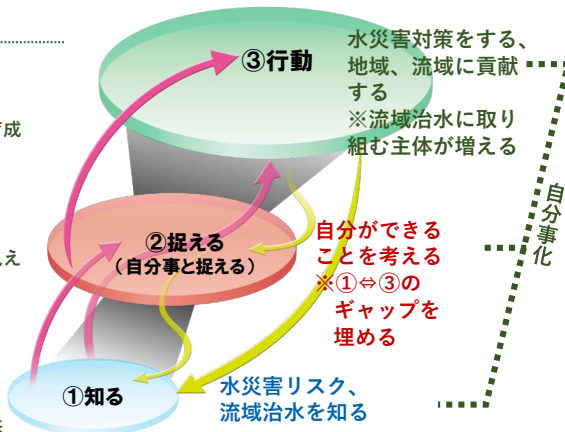 ③行動
水災害対策をする、
地域、流域に貢献
する
※流域治水に取り
組む主体が増える
成
②捉える
(自分事と捉える)
自分ができる
ことを考える
※①⇔③の
ギャップを
埋める
自分事化
え
①知る
水災害リスク、
流域治水を知る